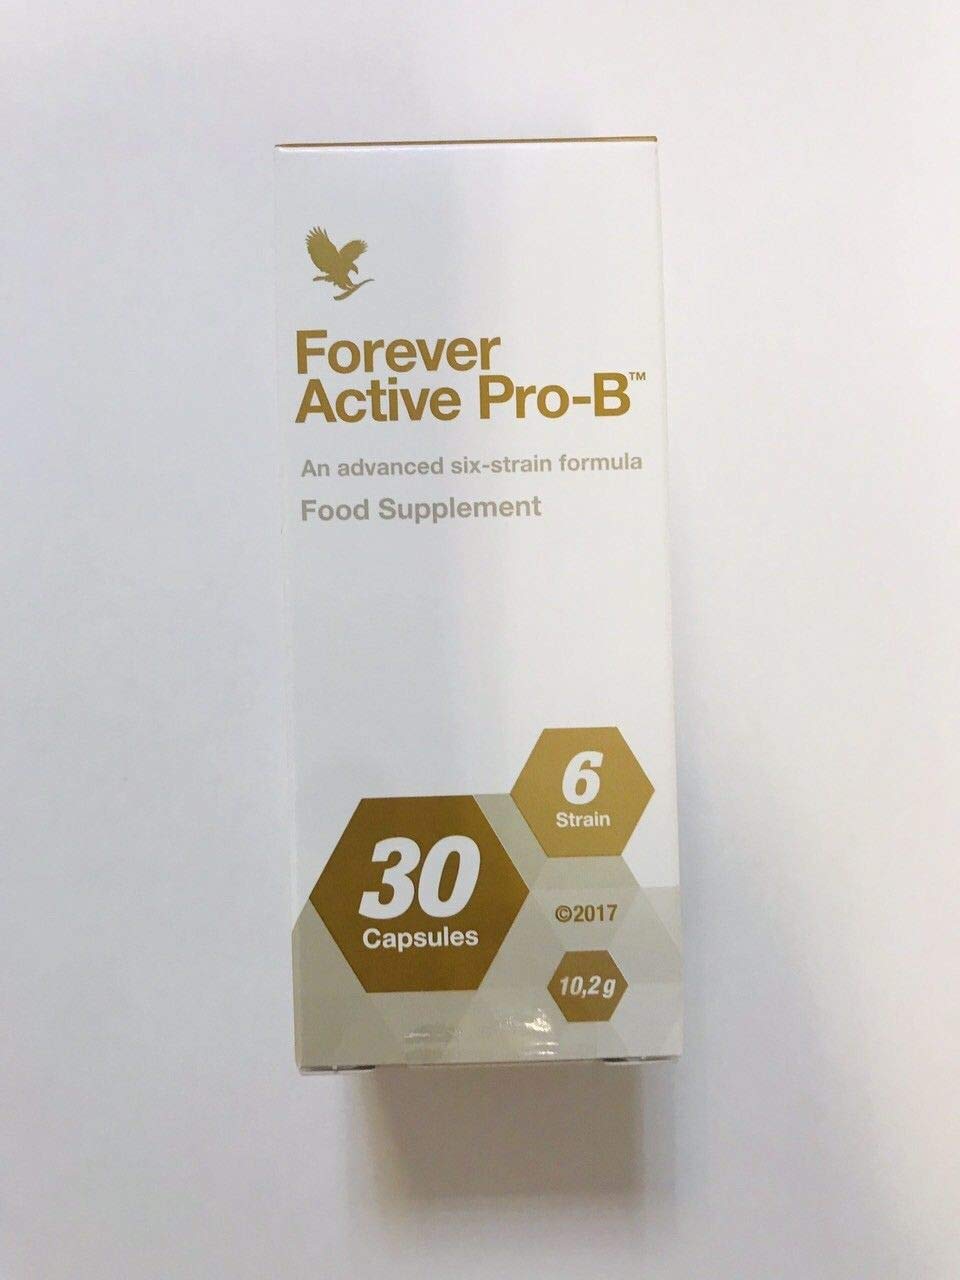 Forever
Active Pro-B™
An advanced six-strain formula
Food Supplement
6
Strain
30
Capsules
©2017
10,2g